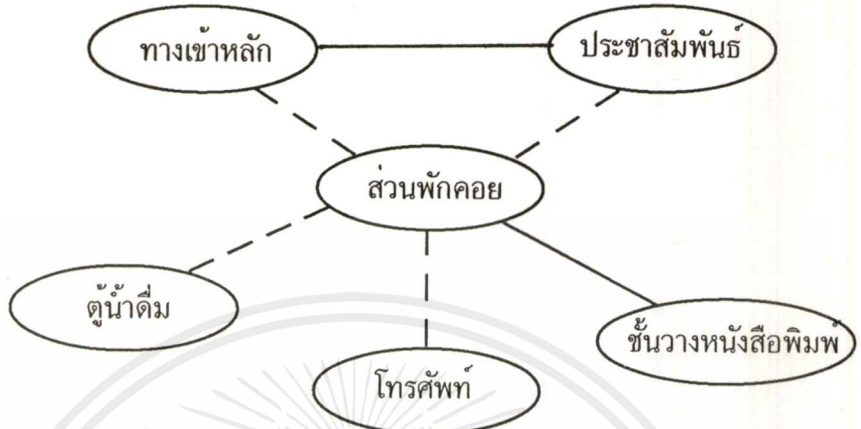 ทางเข้าหลัก
ประชาสัมพันธ์
ส่วนพักคอย
ตู้น้ำดื่ม
ชั้นวางหนังสือพิมพ์
โทรศัพท์